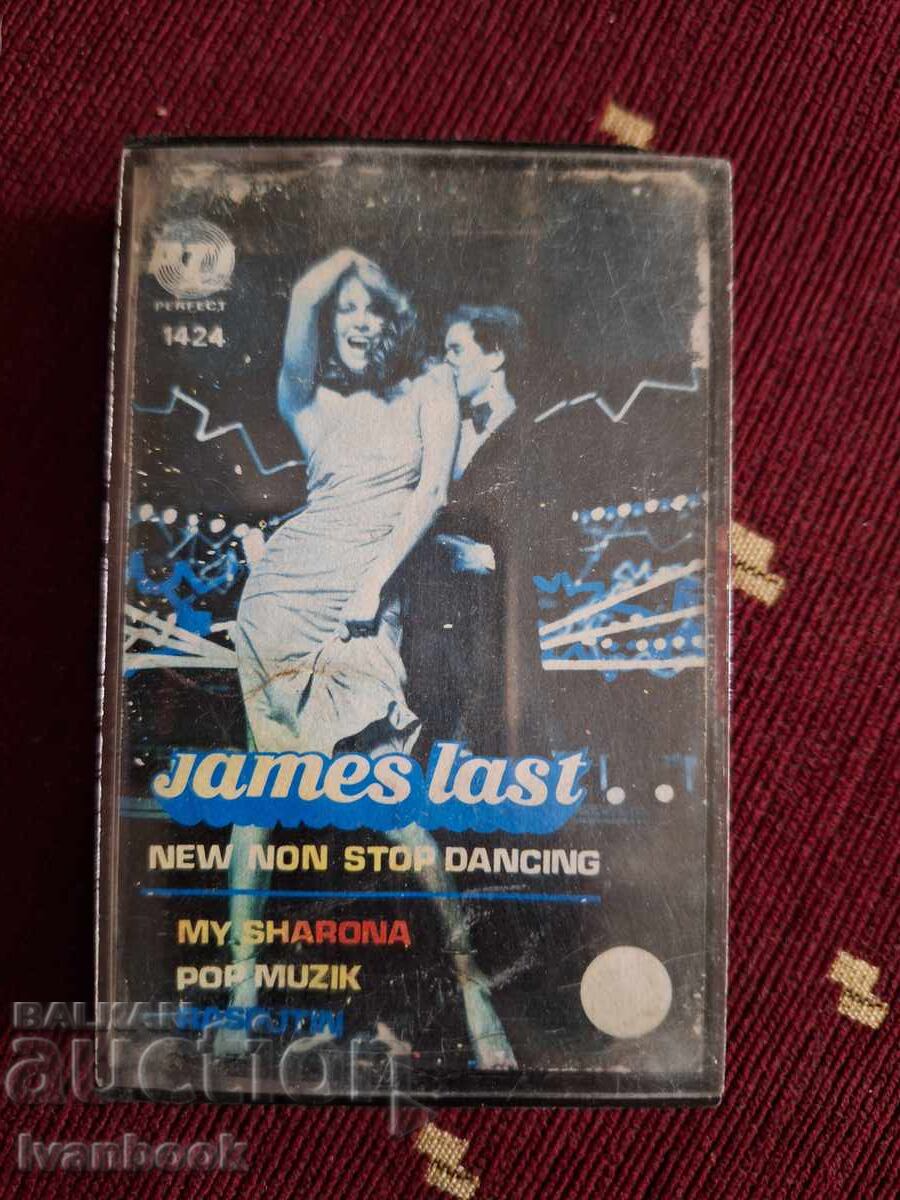 PERFECT
1424
James last . .
NEW NON STOP DANCING
MY SHARONA
POP MUZIK
RASPUTIN
BALKAN
auction
Ivanbook